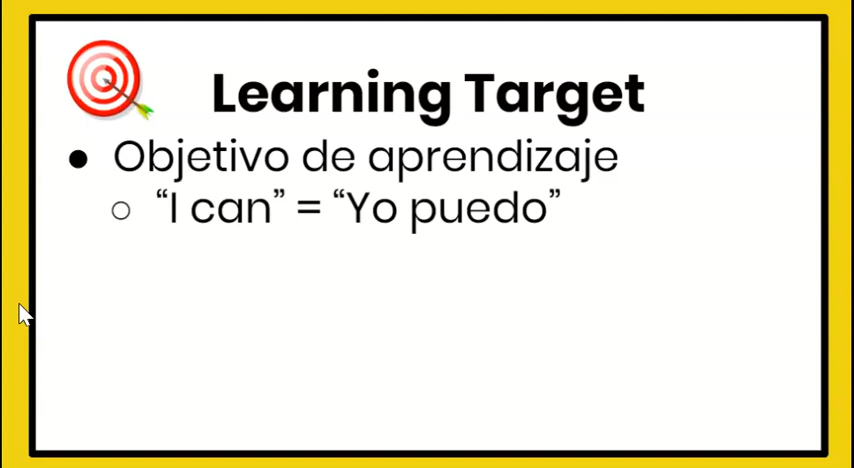 Learning Target
● Objetivo de aprendizaje
○ “I can” = “Yo puedo”